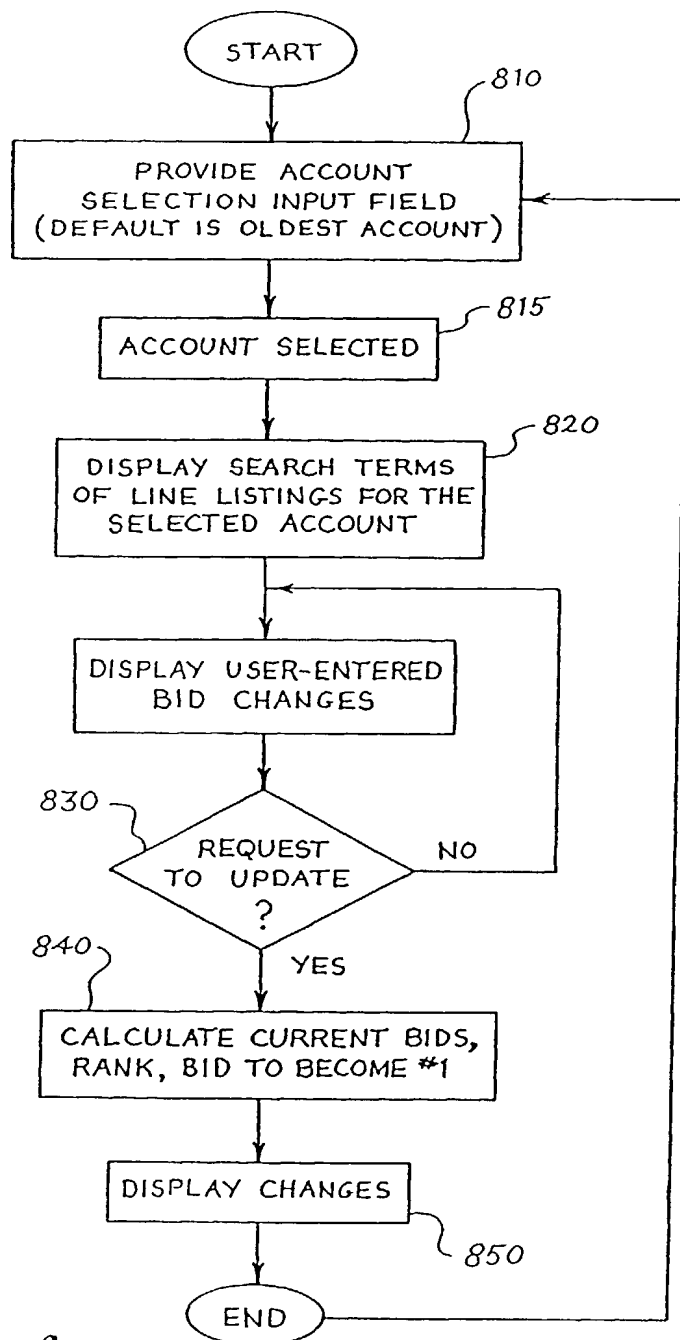 START
810
PROVIDE ACCOUNT
SELECTION INPUT FIELD
(DEFAULT IS OLDEST ACCOUNT)
815
ACCOUNT SELECTED
820
DISPLAY SEARCH TERMS
OF LINE LISTINGS FOR THE
SELECTED ACCOUNT
DISPLAY USER-ENTERED
BID CHANGES
830
REQUEST
TO UPDATE
?
NO
YES
840
CALCULATE CURRENT BIDS,
RANK, BID TO BECOME #1
DISPLAY CHANGES
850
END